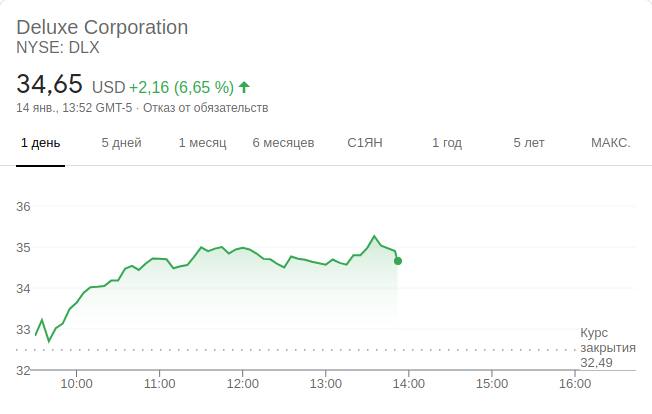 Deluxe Corporation
NYSE: DLX
34,65 USD +2,16 (6,65 %)
14 янв., 13:52 GMT-5 · Отказ от обязательств
1 день 5 дней 1 месяц 6 месяцев С1ЯН 1 год 5 лет МАКС.
36
35
34
33
32
Курс
закрытия
32,49
10:00 11:00 12:00 13:00 14:00 15:00 16:00